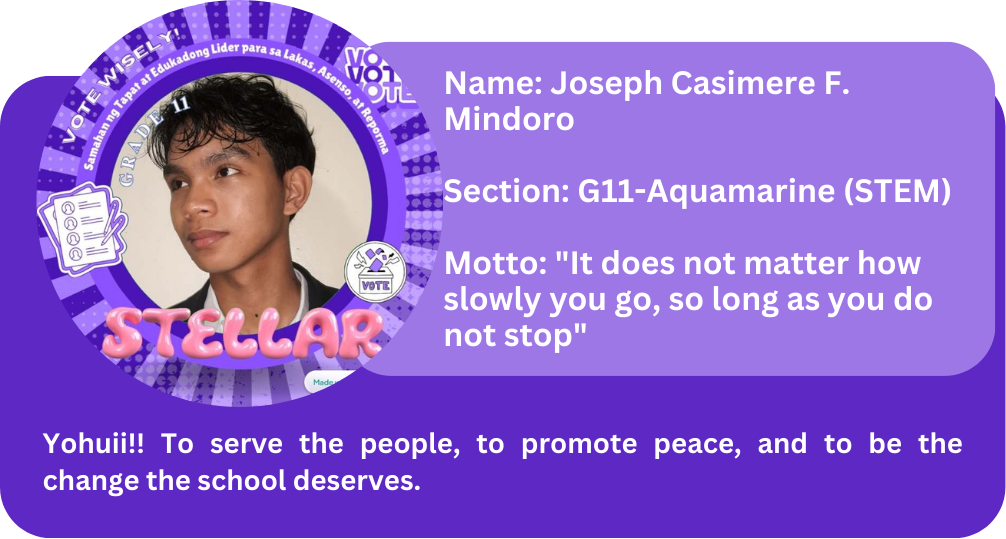 VOTE WISELY!
Samahan ng Tapat at Edukadong Lider para sa Lakas, Asenso, at Reporma
VOTE
VOTE
VOTE
GRADE 11
VOTE
STELLAR
Made
Name: Joseph Casimere F.
Mindoro
Section: G11-Aquamarine (STEM)
Motto: "It does not matter how
slowly you go, so long as you do
not stop"
Yohuii!! To serve the people, to promote peace, and to be the
change the school deserves.